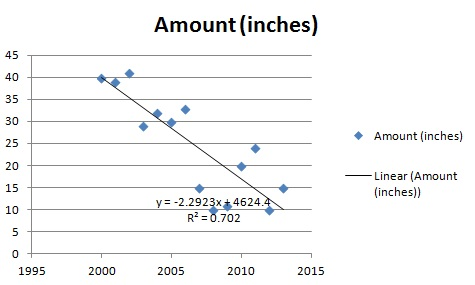 Amount (inches)
45
40
35
30
25
20
15
10
5
0
1995
2000
2005
2010
2015
y = -2.2923x + 4624.4
R² = 0.702
Amount (inches)
Linear (Amount
(inches))